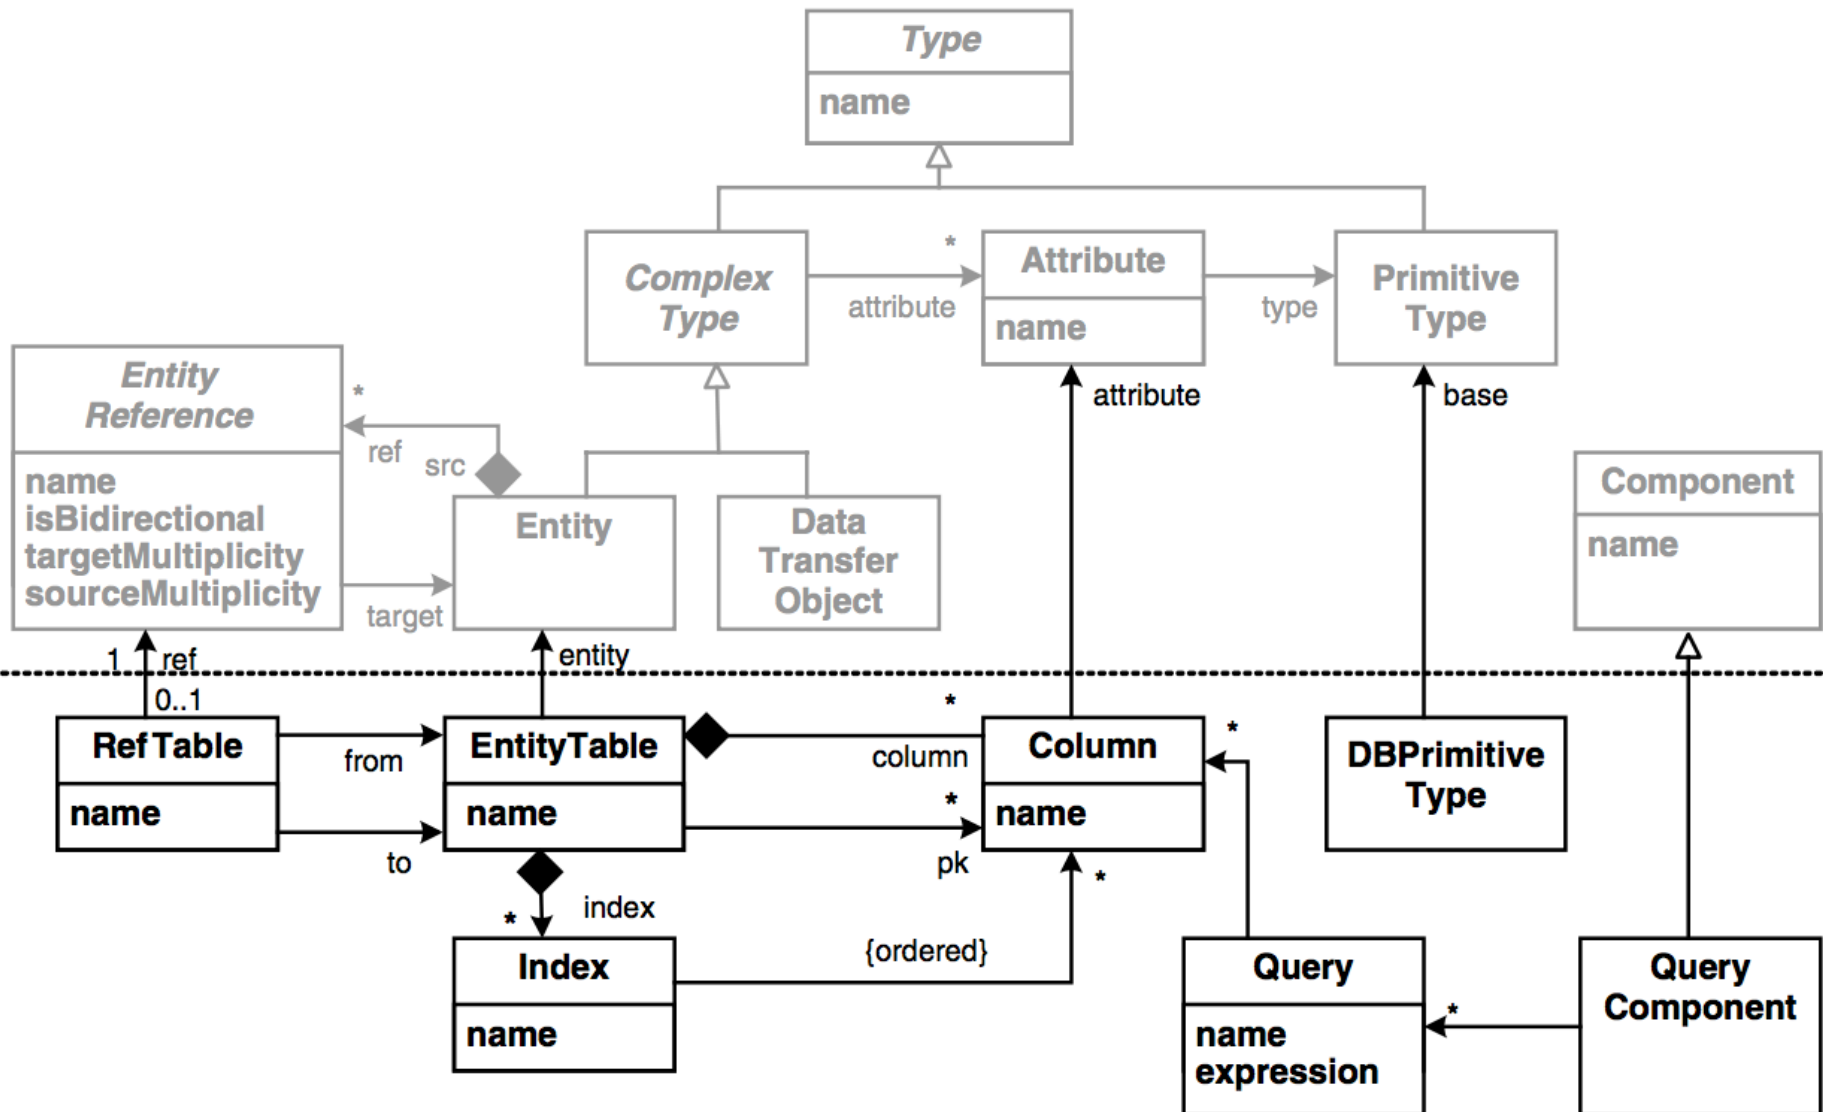 Type
name
Complex
Type
*
attribute
Attribute
name
type
Primitive
Type
Entity
Reference
name
isBidirectional
targetMultiplicity
sourceMultiplicity
*
ref
src
target
Entity
Data
Transfer
Object
attribute
base
Component
name
1
ref
0..1
entity
RefTable
name
from
to
EntityTable
name
*
column
*
pk
Column
name
*
DBPrimitive
Type
*
index
Index
name
{ordered}
*
Query
name
expression
*
Query
Component